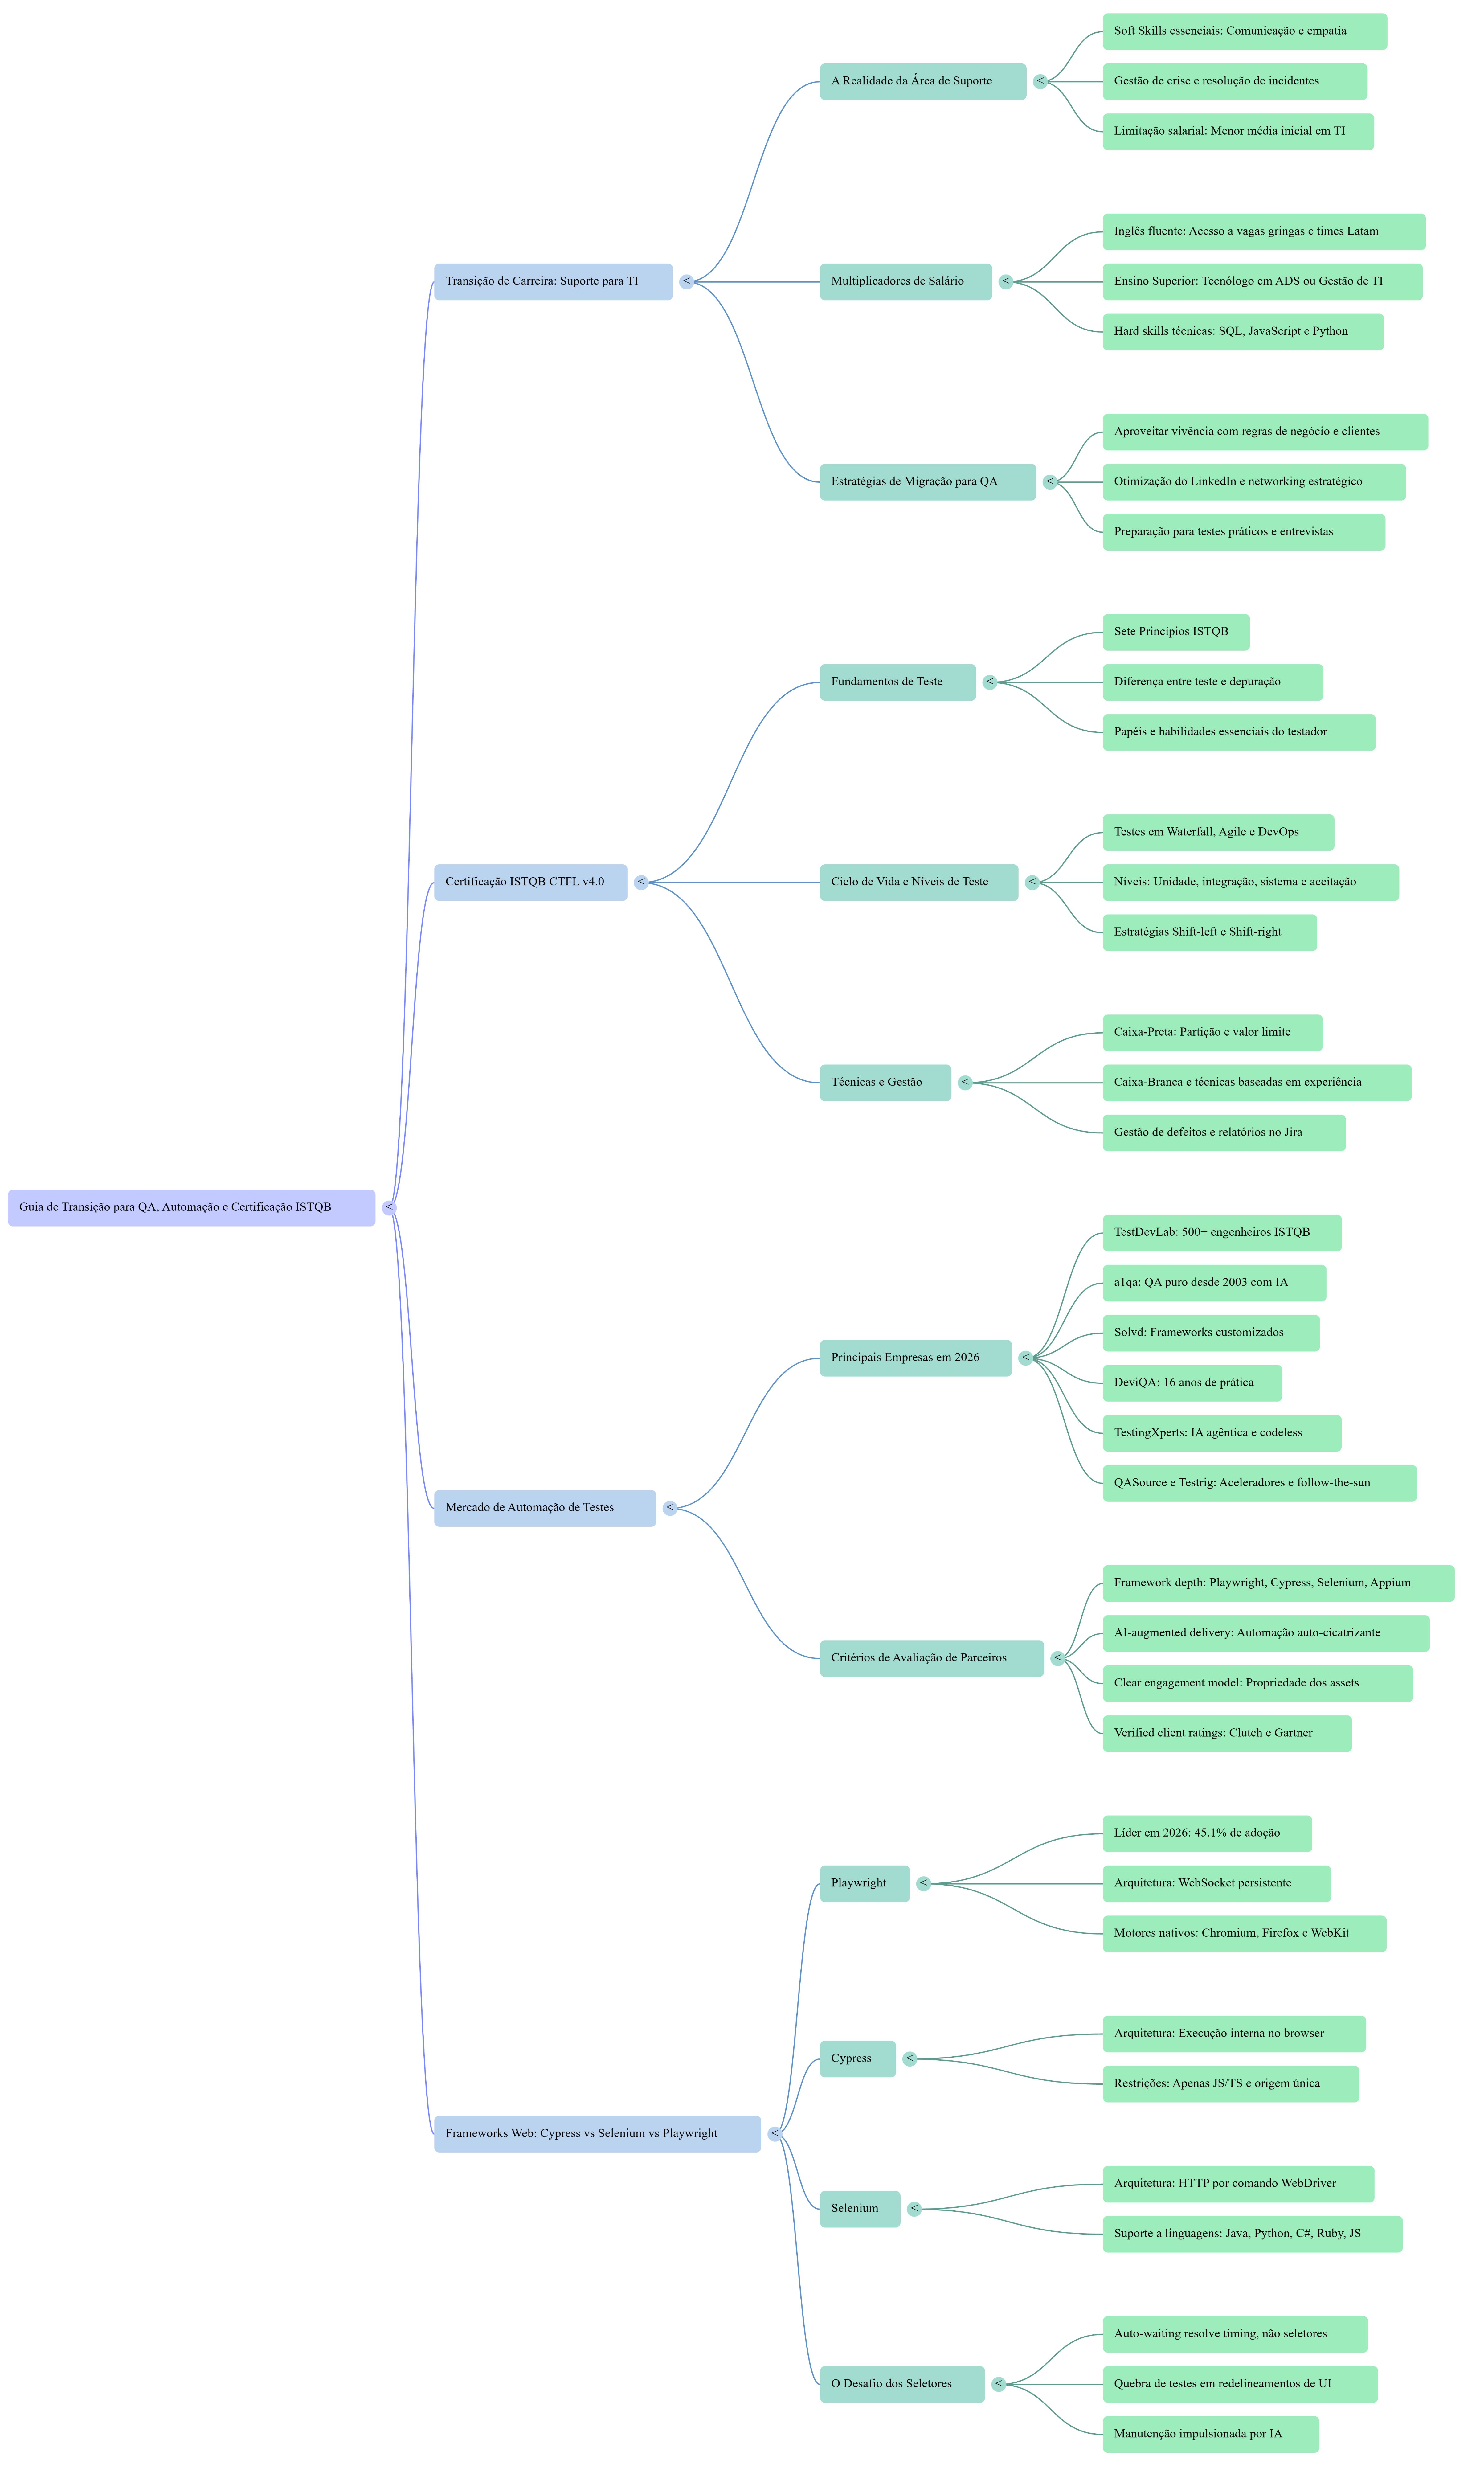 Guia de Transição para QA, Automação e Certificação ISTQB
<
Transição de Carreira: Suporte para TI
<
A Realidade da Área de Suporte
<
Soft Skills essenciais: Comunicação e empatia
Gestão de crise e resolução de incidentes
Limitação salarial: Menor média inicial em TI
Multiplicadores de Salário
<
Inglês fluente: Acesso a vagas gringas e times Latam
Ensino Superior: Tecnólogo em ADS ou Gestão de TI
Hard skills técnicas: SQL, JavaScript e Python
Estratégias de Migração para QA
<
Aproveitar vivência com regras de negócio e clientes
Otimização do LinkedIn e networking estratégico
Preparação para testes práticos e entrevistas
Certificação ISTQB CTFL v4.0
<
Fundamentos de Teste
<
Sete Princípios ISTQB
Diferença entre teste e depuração
Papéis e habilidades essenciais do testador
Ciclo de Vida e Níveis de Teste
<
Testes em Waterfall, Agile e DevOps
Níveis: Unidade, integração, sistema e aceitação
Estratégias Shift-left e Shift-right
Técnicas e Gestão
<
Caixa-Preta: Partição e valor limite
Caixa-Branca e técnicas baseadas em experiência
Gestão de defeitos e relatórios no Jira
Mercado de Automação de Testes
<
Principais Empresas em 2026
<
TestDevLab: 500+ engenheiros ISTQB
a1qa: QA puro desde 2003 com IA
Solvd: Frameworks customizados
DeviQA: 16 anos de prática
TestingXperts: IA agêntica e codeless
QASource e Testrig: Aceleradores e follow-the-sun
Critérios de Avaliação de Parceiros
<
Framework depth: Playwright, Cypress, Selenium, Appium
AI-augmented delivery: Automação auto-cicatrizante
Clear engagement model: Propriedade dos assets
Verified client ratings: Clutch e Gartner
Frameworks Web: Cypress vs Selenium vs Playwright
<
Playwright
<
Líder em 2026: 45.1% de adoção
Arquitetura: WebSocket persistente
Motores nativos: Chromium, Firefox e WebKit
Cypress
<
Arquitetura: Execução interna no browser
Restrições: Apenas JS/TS e origem única
Selenium
<
Arquitetura: HTTP por comando WebDriver
Suporte a linguagens: Java, Python, C#, Ruby, JS
O Desafio dos Seletores
<
Auto-waiting resolve timing, não seletores
Quebra de testes em redelineamentos de UI
Manutenção impulsionada por IA